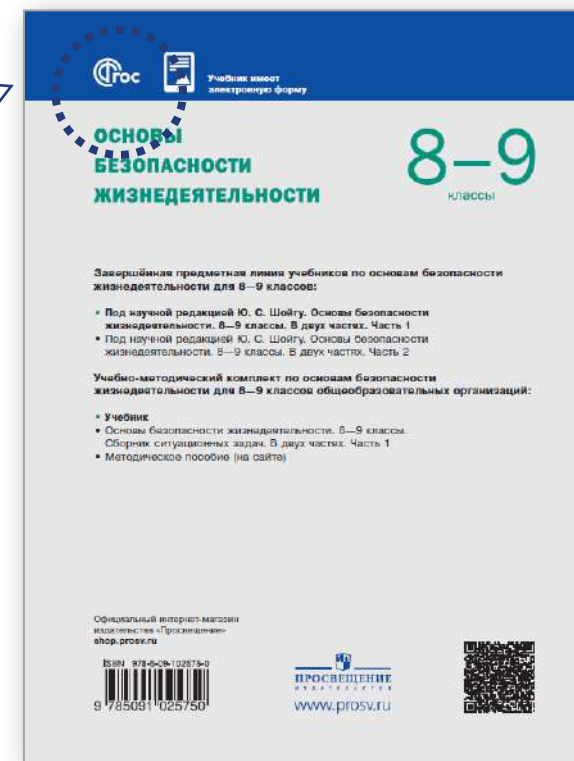 ФГОС
Учебник имеет
электронную форму
ОСНОВЫ
БЕЗОПАСНОСТИ
ЖИЗНЕДЕЯТЕЛЬНОСТИ
8—9
классы
Завершённая предметная линия учебников по основам безопасности
жизнедеятельности для 8—9 классов:
• Под научной редакцией Ю. С. Шойгу. Основы безопасности
жизнедеятельности. 8—9 классы. В двух частях. Часть 1
• Под научной редакцией Ю. С. Шойгу. Основы безопасности
жизнедеятельности. 8—9 классы. В двух частях. Часть 2
Учебно-методический комплект по основам безопасности
жизнедеятельности для 8—9 классов общеобразовательных организаций:
• Учебник
• Основы безопасности жизнедеятельности. 8—9 классы.
Сборник ситуационных задач. В двух частях. Часть 1
• Методическое пособие (на сайте)
Официальный интернет-магазин
издательства «Просвещение»
shop.prosv.ru
ISBN 978-5-09-102575-0
9 785091 025750
ПРОСВЕЩЕНИЕ
ИЗДАТЕЛЬСТВО
www.prosv.ru